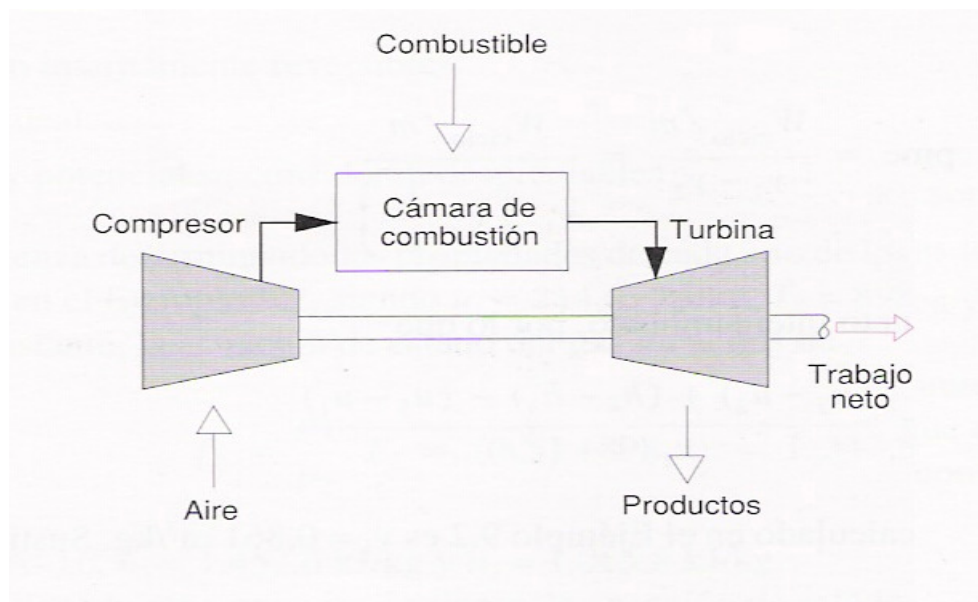 Combustible
Compresor
Cámara de
combustión
Turbina
Trabajo
neto
Aire
Productos